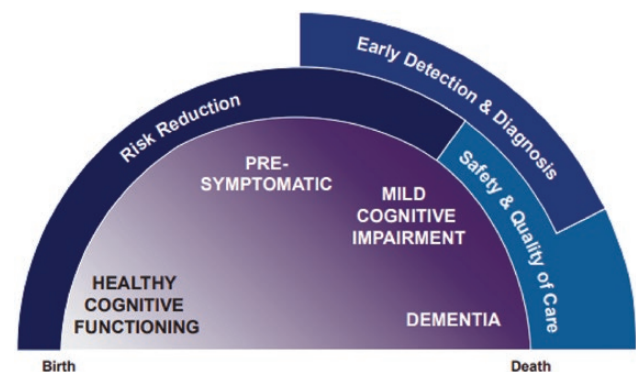 Early Detection & Diagnosis
Risk Reduction
Safety & Quality of Care
PRE-
SYMPTOMATIC
MILD
COGNITIVE
IMPAIRMENT
HEALTHY
COGNITIVE
FUNCTIONING
DEMENTIA
Birth
Death